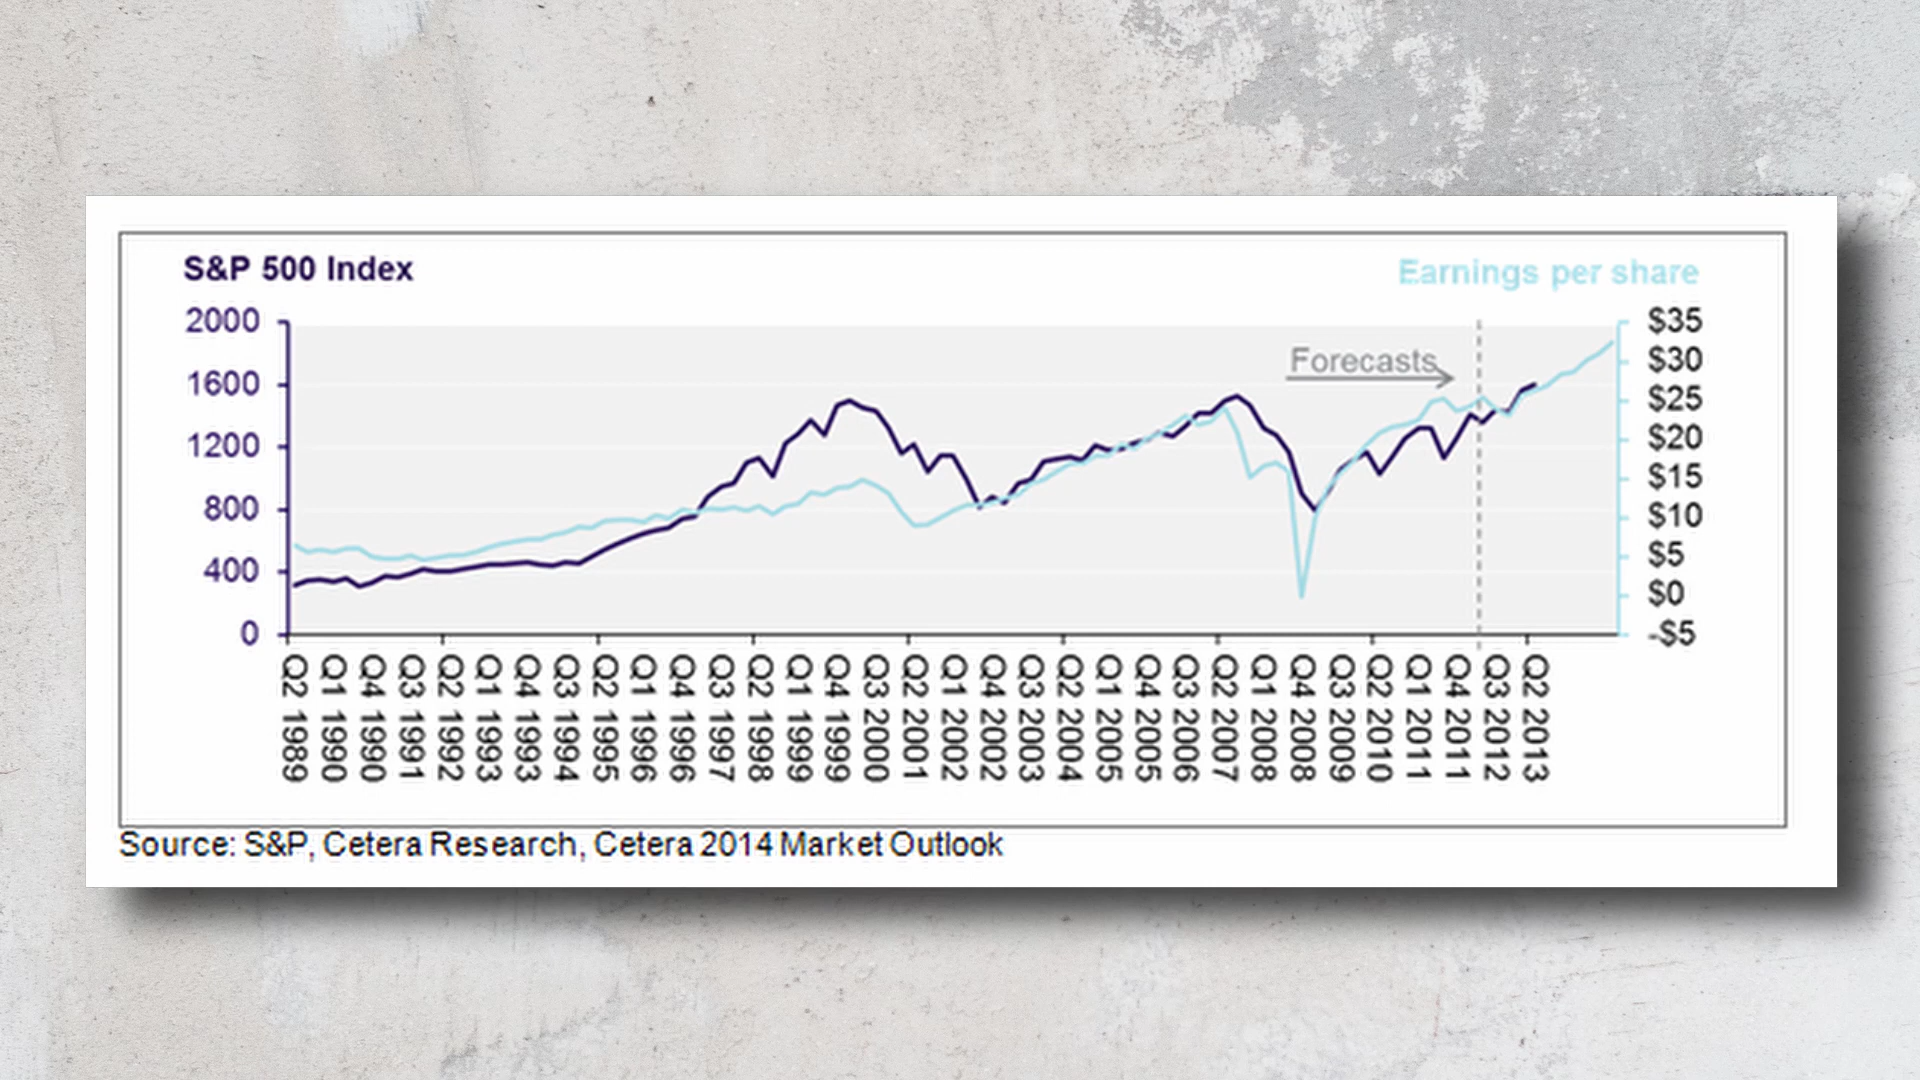 S&P 500 Index
Earnings per share
2000
1600
1200
800
400
0
Forecasts
$35
$30
$25
$20
$15
$10
$5
$0
-$5
Q2 1989
Q1 1990
Q4 1990
Q3 1991
Q2 1992
Q1 1993
Q4 1993
Q3 1994
Q2 1995
Q1 1996
Q4 1996
Q3 1997
Q2 1998
Q1 1999
Q4 1999
Q3 2000
Q2 2001
Q1 2002
Q4 2002
Q3 2003
Q2 2004
Q1 2005
Q4 2005
Q3 2006
Q2 2007
Q1 2008
Q4 2008
Q3 2009
Q2 2010
Q1 2011
Q4 2011
Q3 2012
Q2 2013
Source: S&P, Cetera Research, Cetera 2014 Market Outlook